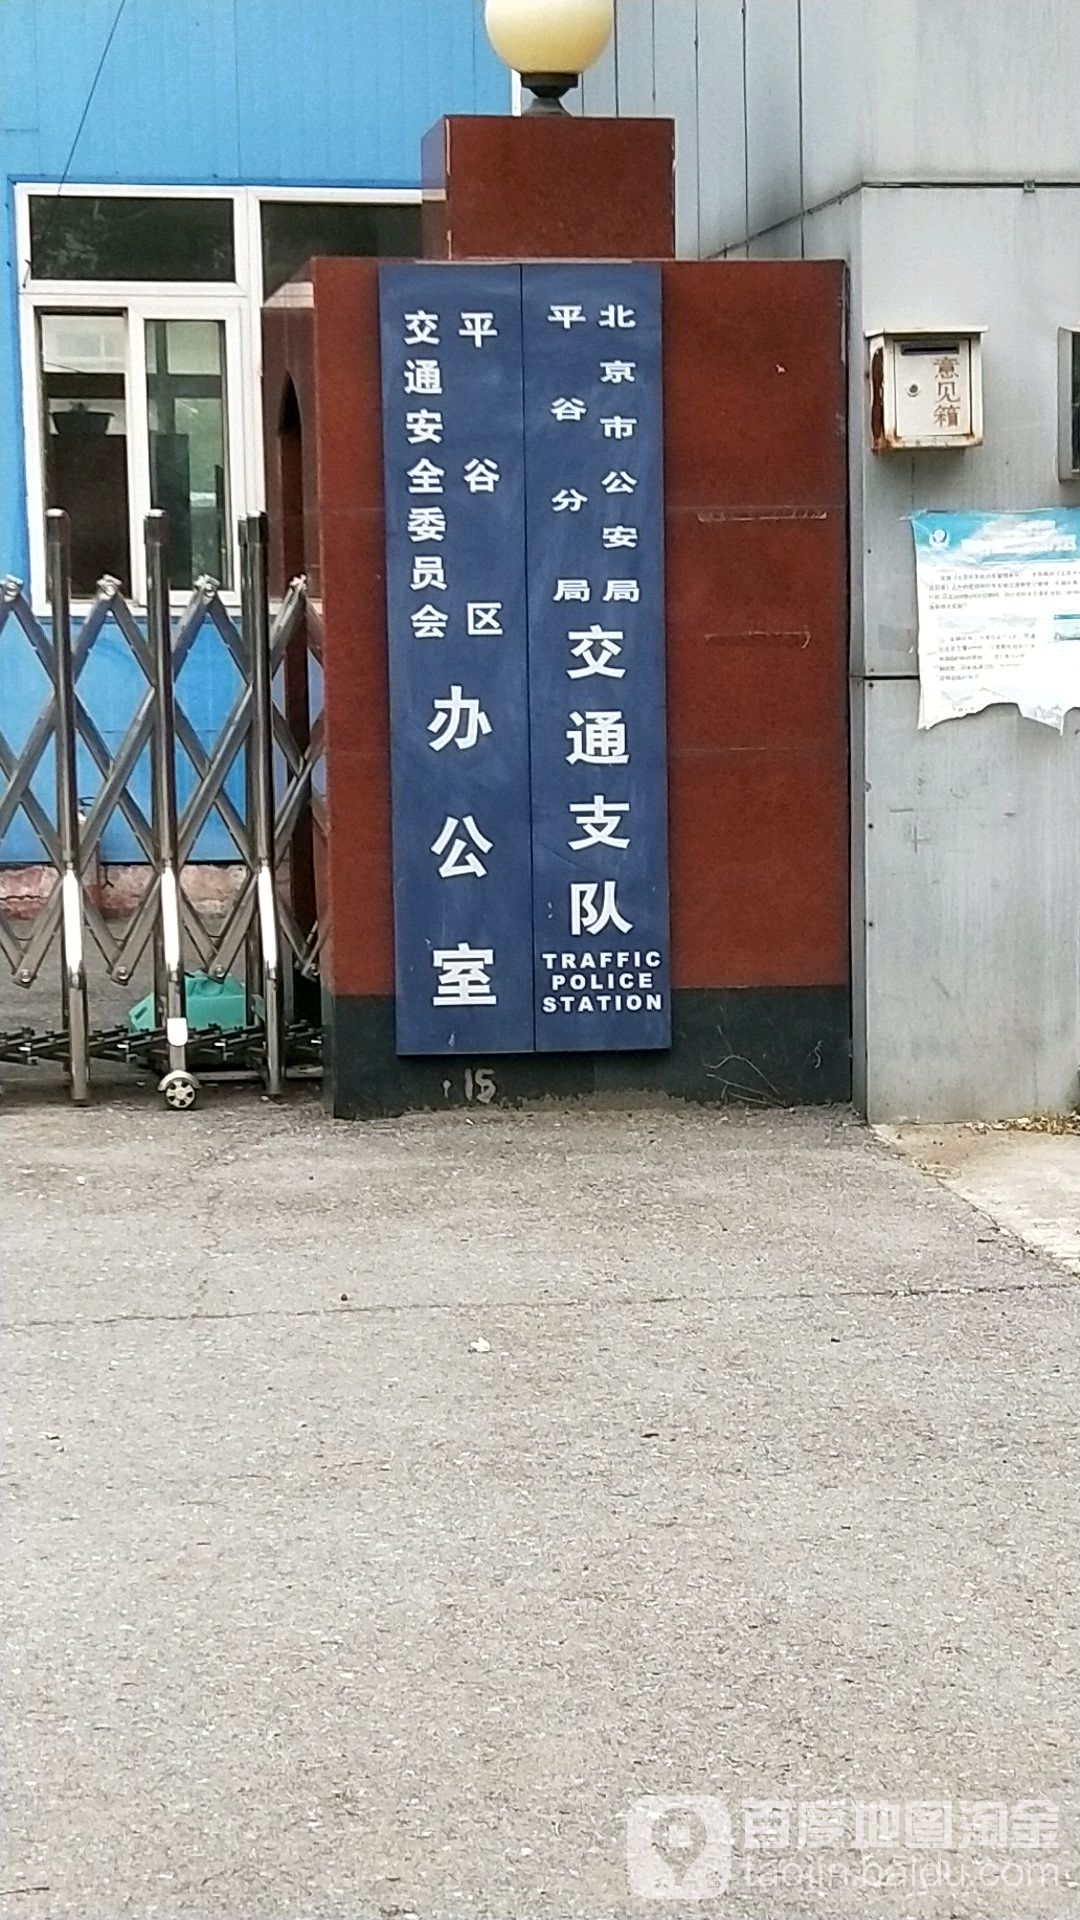 北京市公安局
平谷分局
交通支队
TRAFFIC
POLICE
STATION
平谷区
交通安全委员会
办公室
意见箱
15
百度地图淘金
taojin.baidu.com